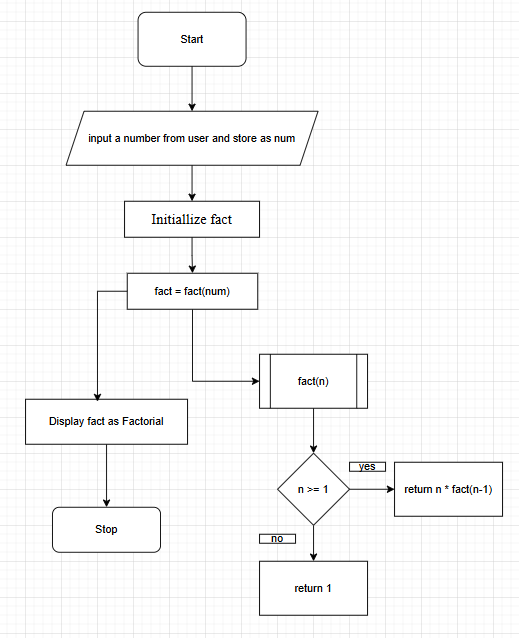 Start
input a number from user and store as num
Initiallize fact
fact = fact(num)
fact(n)
Display fact as Factorial
yes
n >= 1
return n * fact(n-1)
Stop
no
return 1